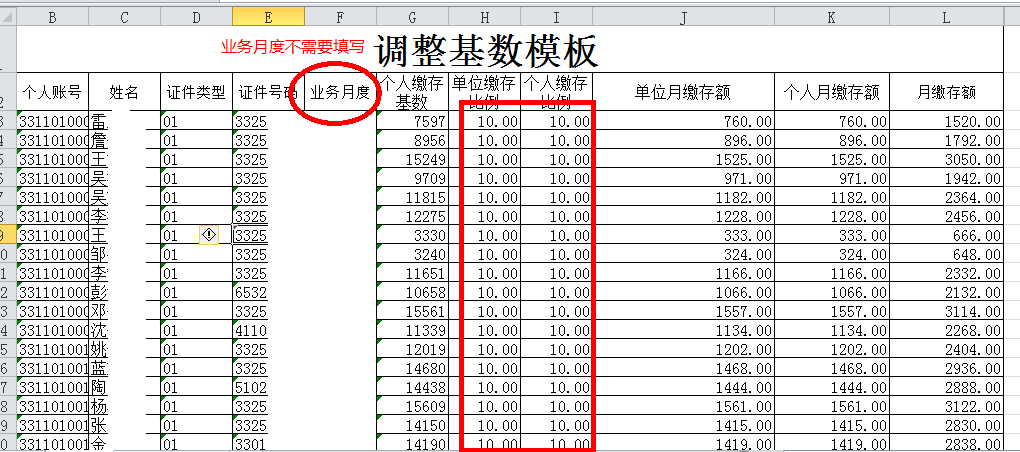 B C D E F G H I J K L
业务月度不需要填写 调整基数模板
个人账号 姓名 证件类型 证件号码 业务月度 个人缴存基数 单位缴存比例 个人缴存比例 单位月缴存额 个人月缴存额 月缴存额
331101000 雷 01 3325 7597 10.00 10.00 760.00 760.00 1520.00
331101000 詹 01 3325 8956 10.00 10.00 896.00 896.00 1792.00
331101000 王 01 3325 15249 10.00 10.00 1525.00 1525.00 3050.00
331101000 吴 01 3325 9709 10.00 10.00 971.00 971.00 1942.00
331101000 吴 01 3325 11815 10.00 10.00 1182.00 1182.00 2364.00
331101000 李 01 3325 12275 10.00 10.00 1228.00 1228.00 2456.00
331101000 王 01 3325 3330 10.00 10.00 333.00 333.00 666.00
331101000 邹 01 3325 3240 10.00 10.00 324.00 324.00 648.00
331101000 李 01 3325 11651 10.00 10.00 1166.00 1166.00 2332.00
331101000 彭 01 6532 10658 10.00 10.00 1066.00 1066.00 2132.00
331101000 邓 01 3325 15561 10.00 10.00 1557.00 1557.00 3114.00
331101000 沈 01 4110 11339 10.00 10.00 1134.00 1134.00 2268.00
331101001 姚 01 3325 12019 10.00 10.00 1202.00 1202.00 2404.00
331101001 蓝 01 3325 14680 10.00 10.00 1468.00 1468.00 2936.00
331101001 陶 01 5102 14438 10.00 10.00 1444.00 1444.00 2888.00
331101001 杨 01 3325 15609 10.00 10.00 1561.00 1561.00 3122.00
331101001 张 01 3325 14150 10.00 10.00 1415.00 1415.00 2830.00
331101001 金 01 3301 14190 10.00 10.00 1419.00 1419.00 2838.00